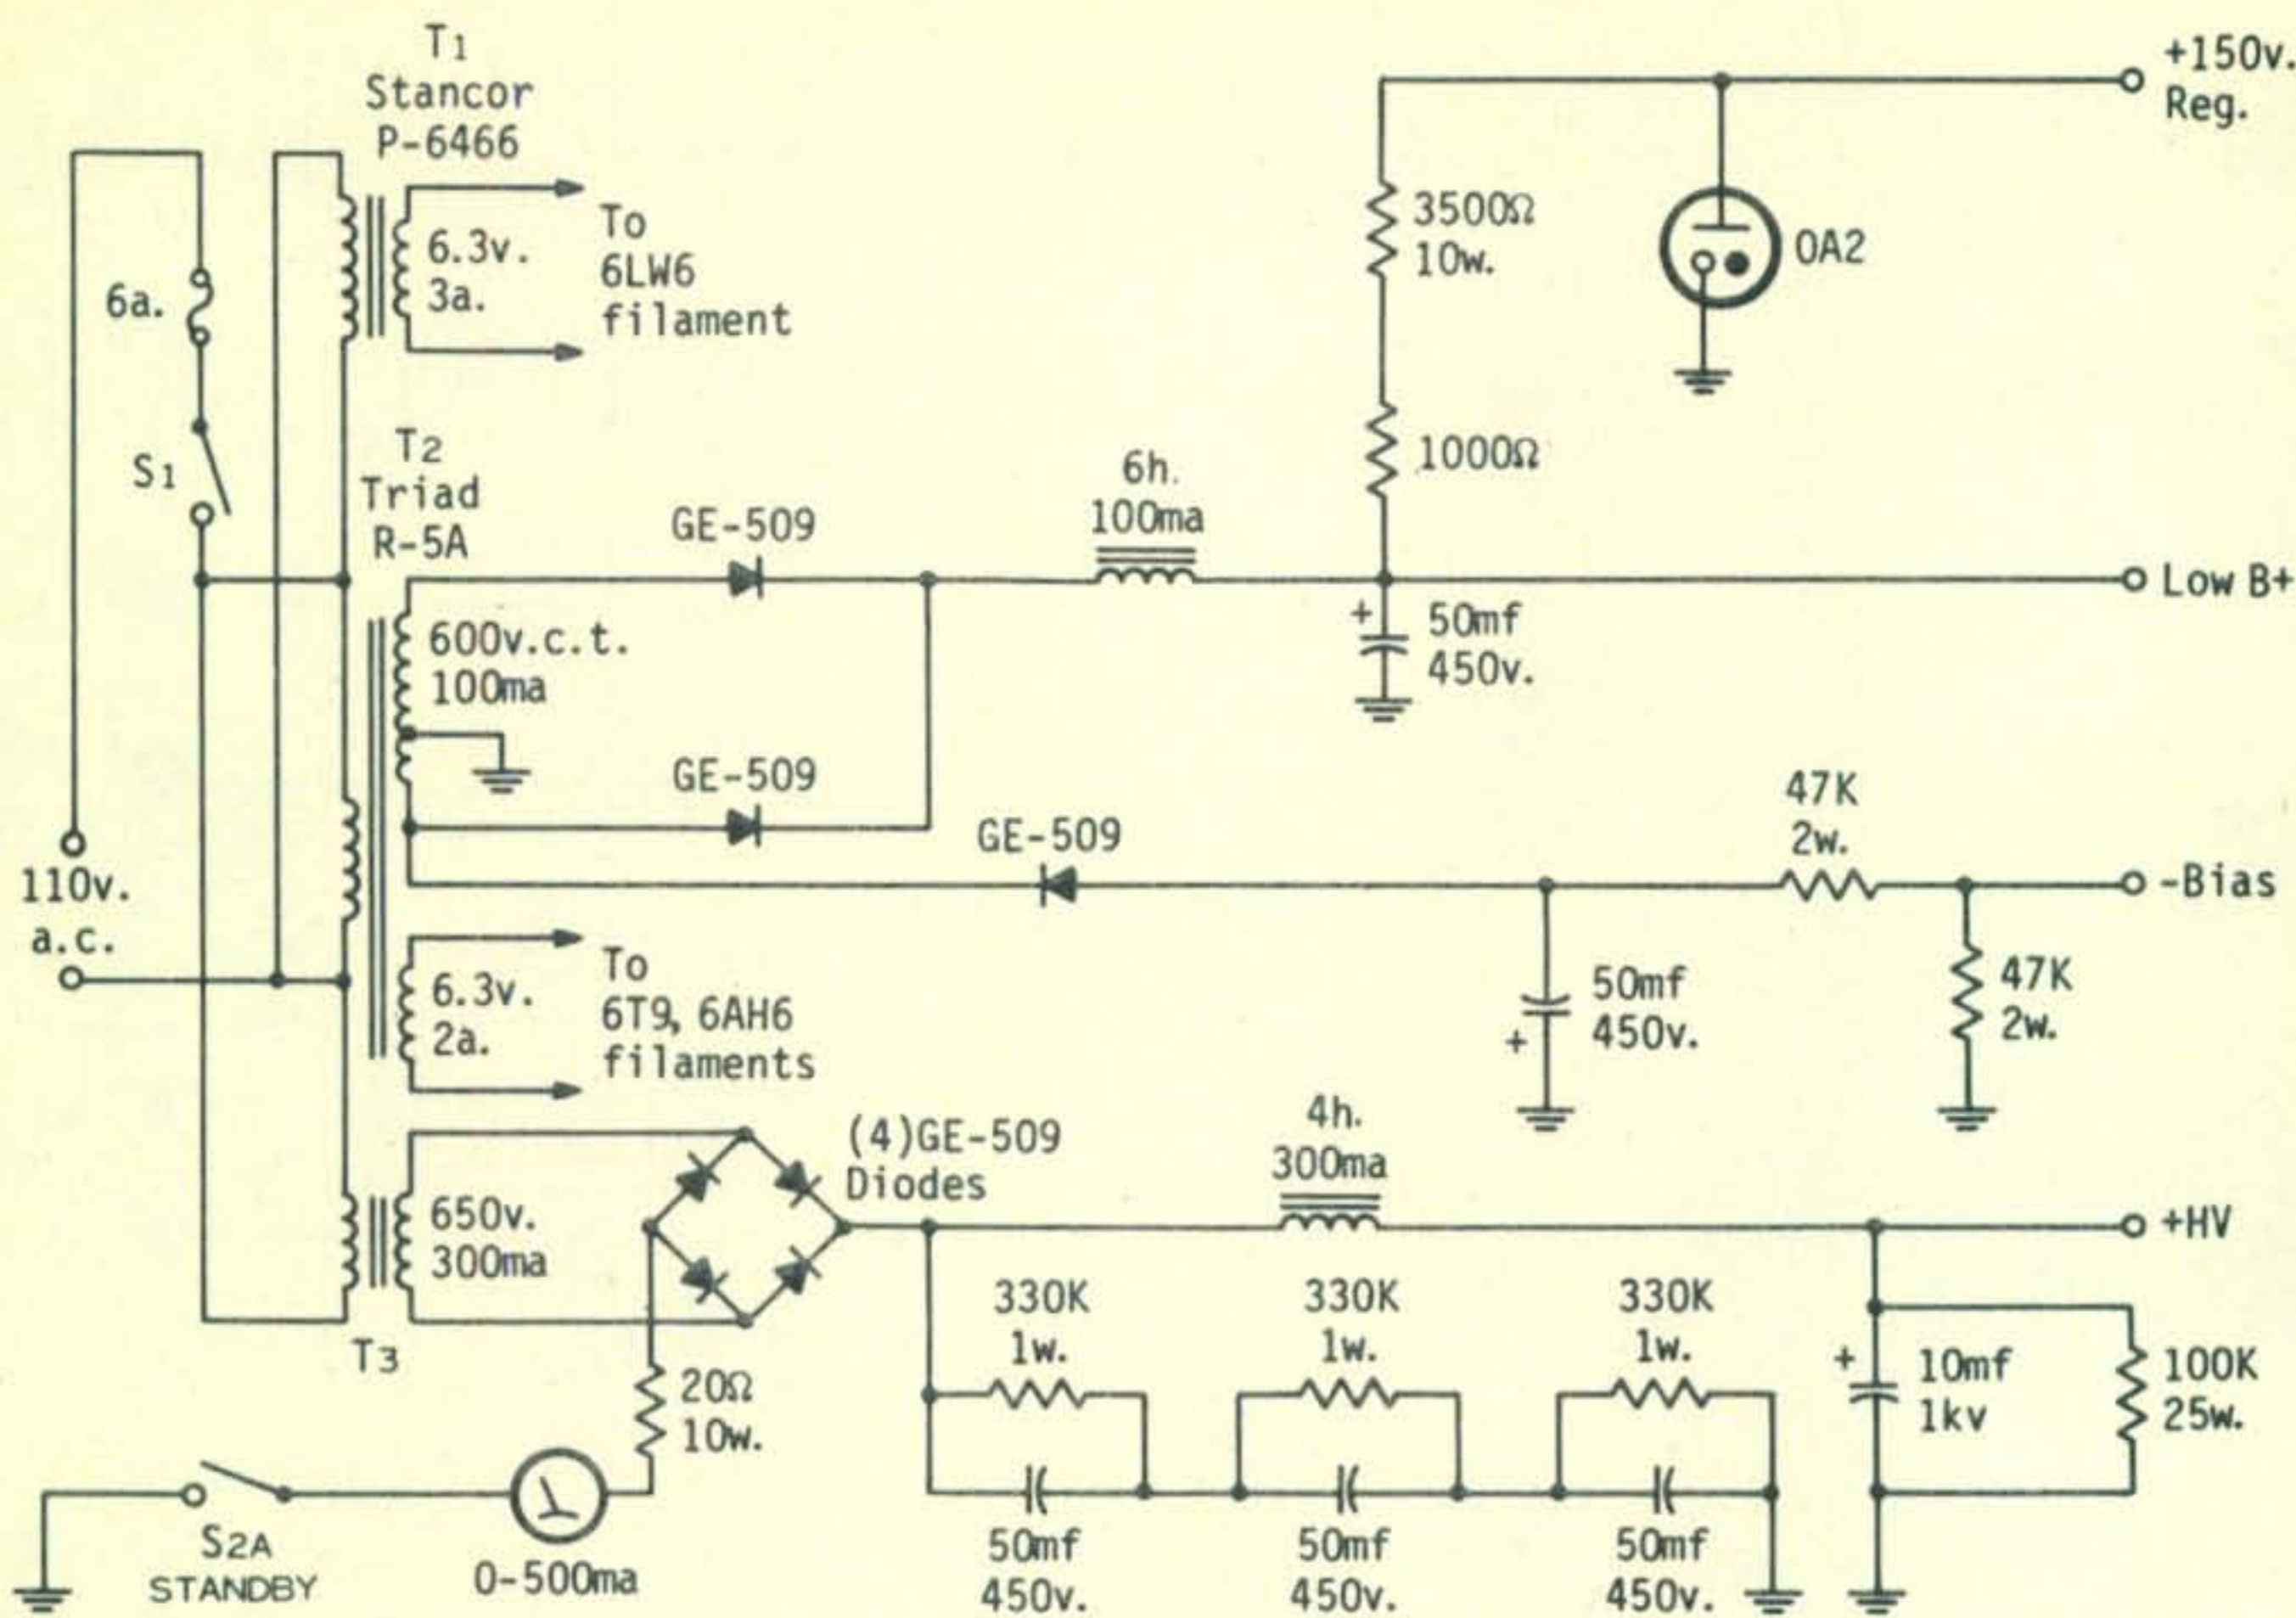 T1
Stancor
P-6466
+150v.
Reg.
6.3v.
3a.
To
6LW6
filament
3500Ω
10w.
0A2
6a.
S1
T2
Triad
R-5A
1000Ω
6h.
100ma
GE-509
Low B+
600v.c.t.
100ma
+
50mf
450v.
GE-509
GE-509
47K
2w.
-Bias
110v.
a.c.
6.3v.
2a.
To
6T9, 6AH6
filaments
50mf
450v.
+
47K
2w.
(4)GE-509
Diodes
4h.
300ma
650v.
300ma
+HV
T3
330K
1w.
330K
1w.
330K
1w.
20Ω
10w.
+
10mf
1kv
100K
25w.
S2A
STANDBY
0-500ma
50mf
450v.
50mf
450v.
50mf
450v.